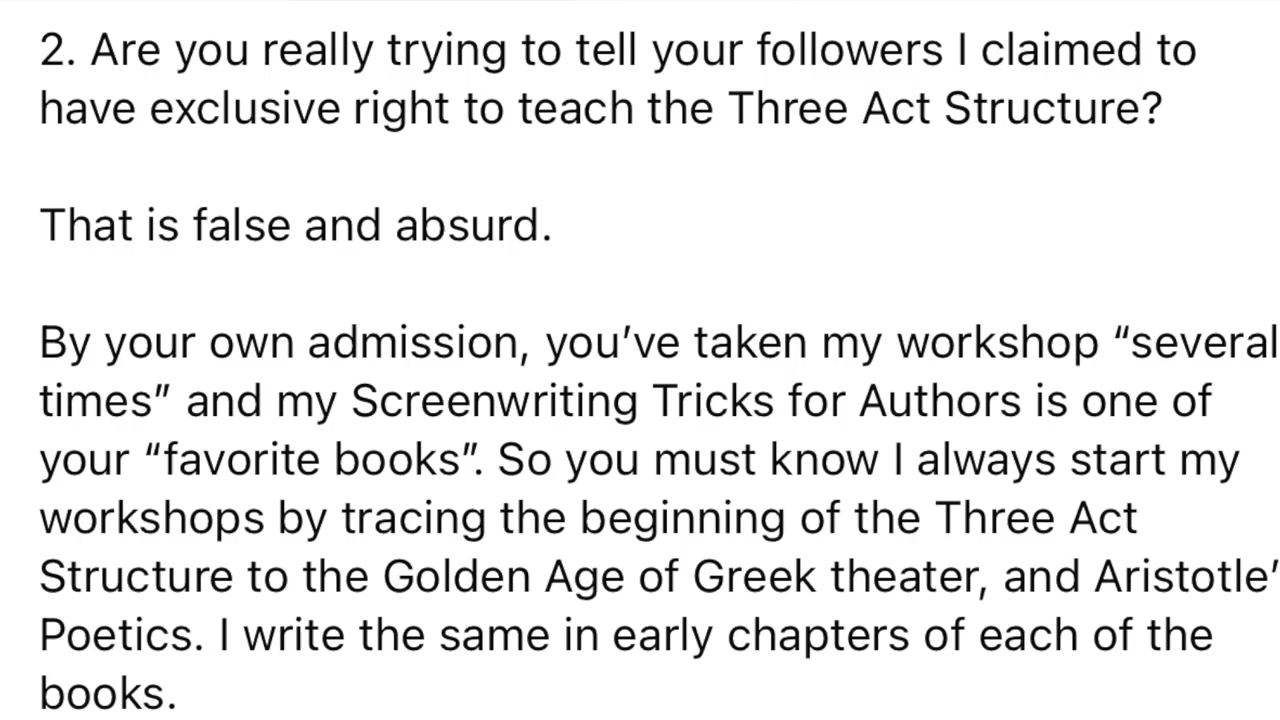 2. Are you really trying to tell your followers I claimed to
have exclusive right to teach the Three Act Structure?
That is false and absurd.
By your own admission, you’ve taken my workshop “several
times” and my Screenwriting Tricks for Authors is one of
your “favorite books”. So you must know I always start my
workshops by tracing the beginning of the Three Act
Structure to the Golden Age of Greek theater, and Aristotle’
Poetics. I write the same in early chapters of each of the
books.